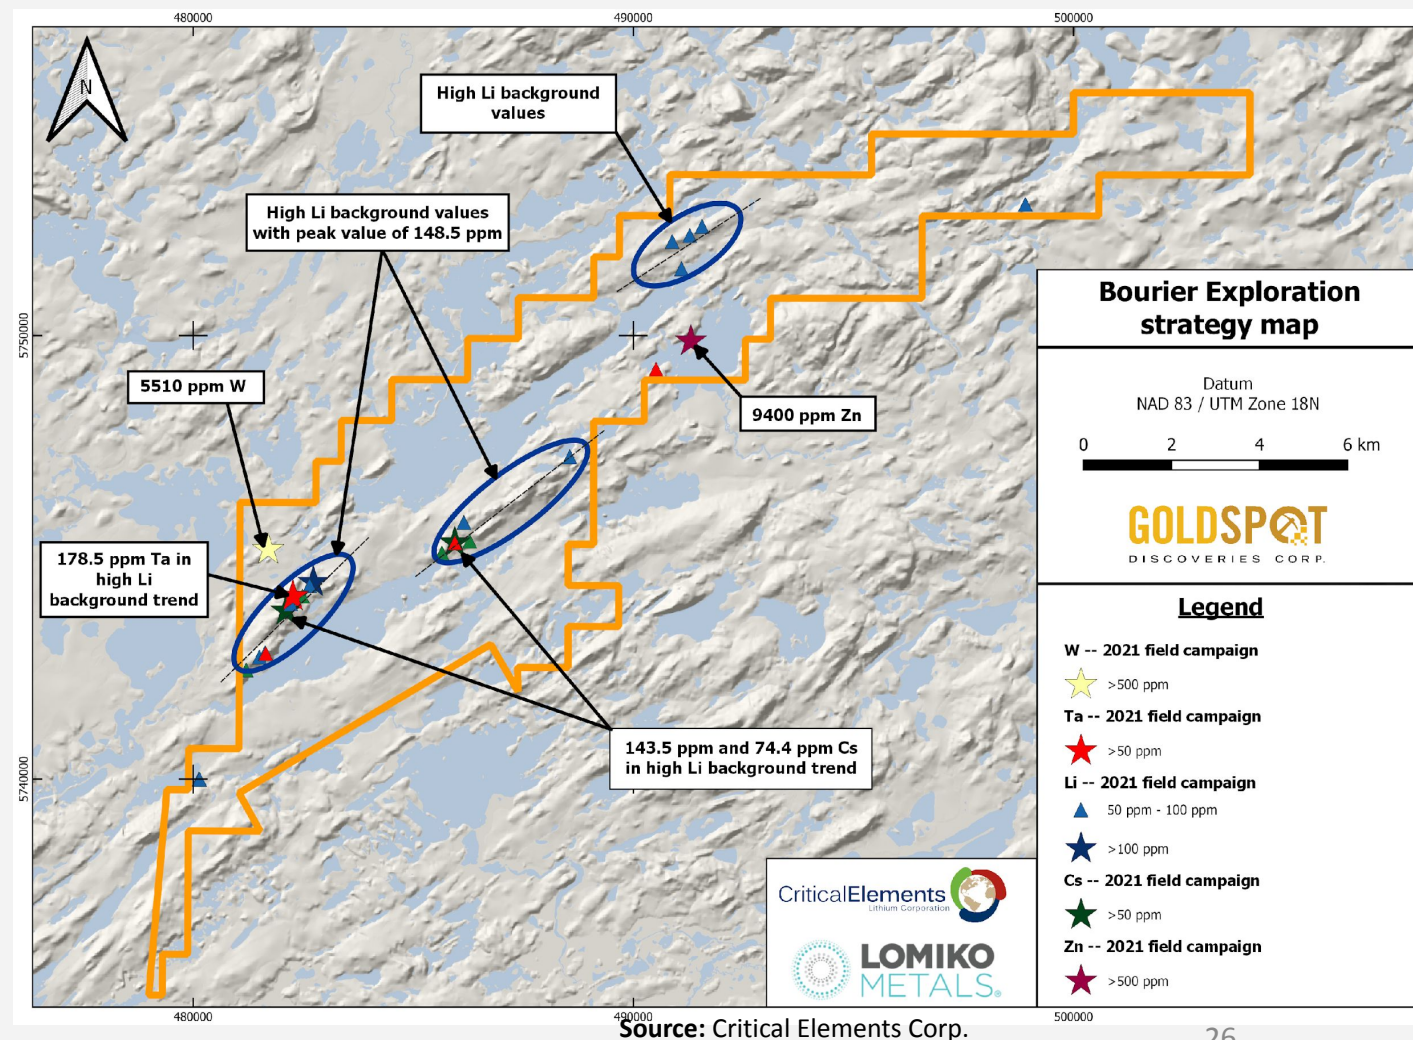 480000
490000
500000
N
High Li background
values
High Li background values
with peak value of 148.5 ppm
5750000
5510 ppm W
9400 ppm Zn
178.5 ppm Ta in
high Li
background trend
143.5 ppm and 74.4 ppm Cs
in high Li background trend
5740000
Bourier Exploration
strategy map
Datum
NAD 83 / UTM Zone 18N
0 2 4 6 km
GOLDSPOT
DISCOVERIES CORP.
Legend
W -- 2021 field campaign
>500 ppm
Ta -- 2021 field campaign
>50 ppm
Li -- 2021 field campaign
50 ppm - 100 ppm
>100 ppm
Cs -- 2021 field campaign
>50 ppm
Zn -- 2021 field campaign
>500 ppm
CriticalElements
Lithium Corporation
LOMIKO
METALS®
480000
490000
500000
Source: Critical Elements Corp.
26